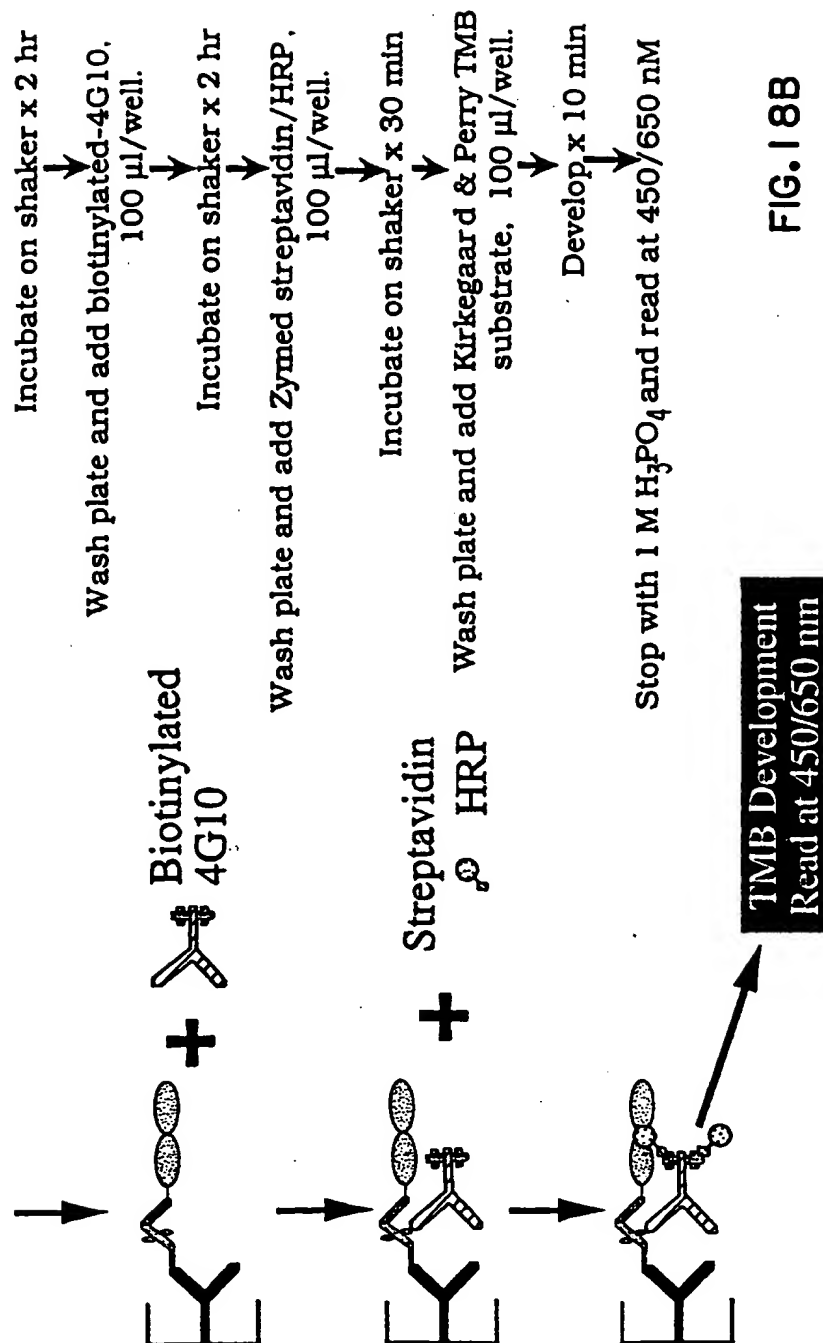 Incubate on shaker x 2 hr
Wash plate and add biotinylated-4G10,
100 µl/well.
Incubate on shaker x 2 hr
Wash plate and add Zymed streptavidin/HRP,
100 µl/well.
Incubate on shaker x 30 min
Wash plate and add Kirkegaard & Perry TMB
substrate, 100 µl/well.
Develop x 10 min
Stop with 1 M H₃PO₄ and read at 450/650 nM
Biotinylated
4G10
Streptavidin
HRP
TMB Development
Read at 450/650 nm
FIG.18B